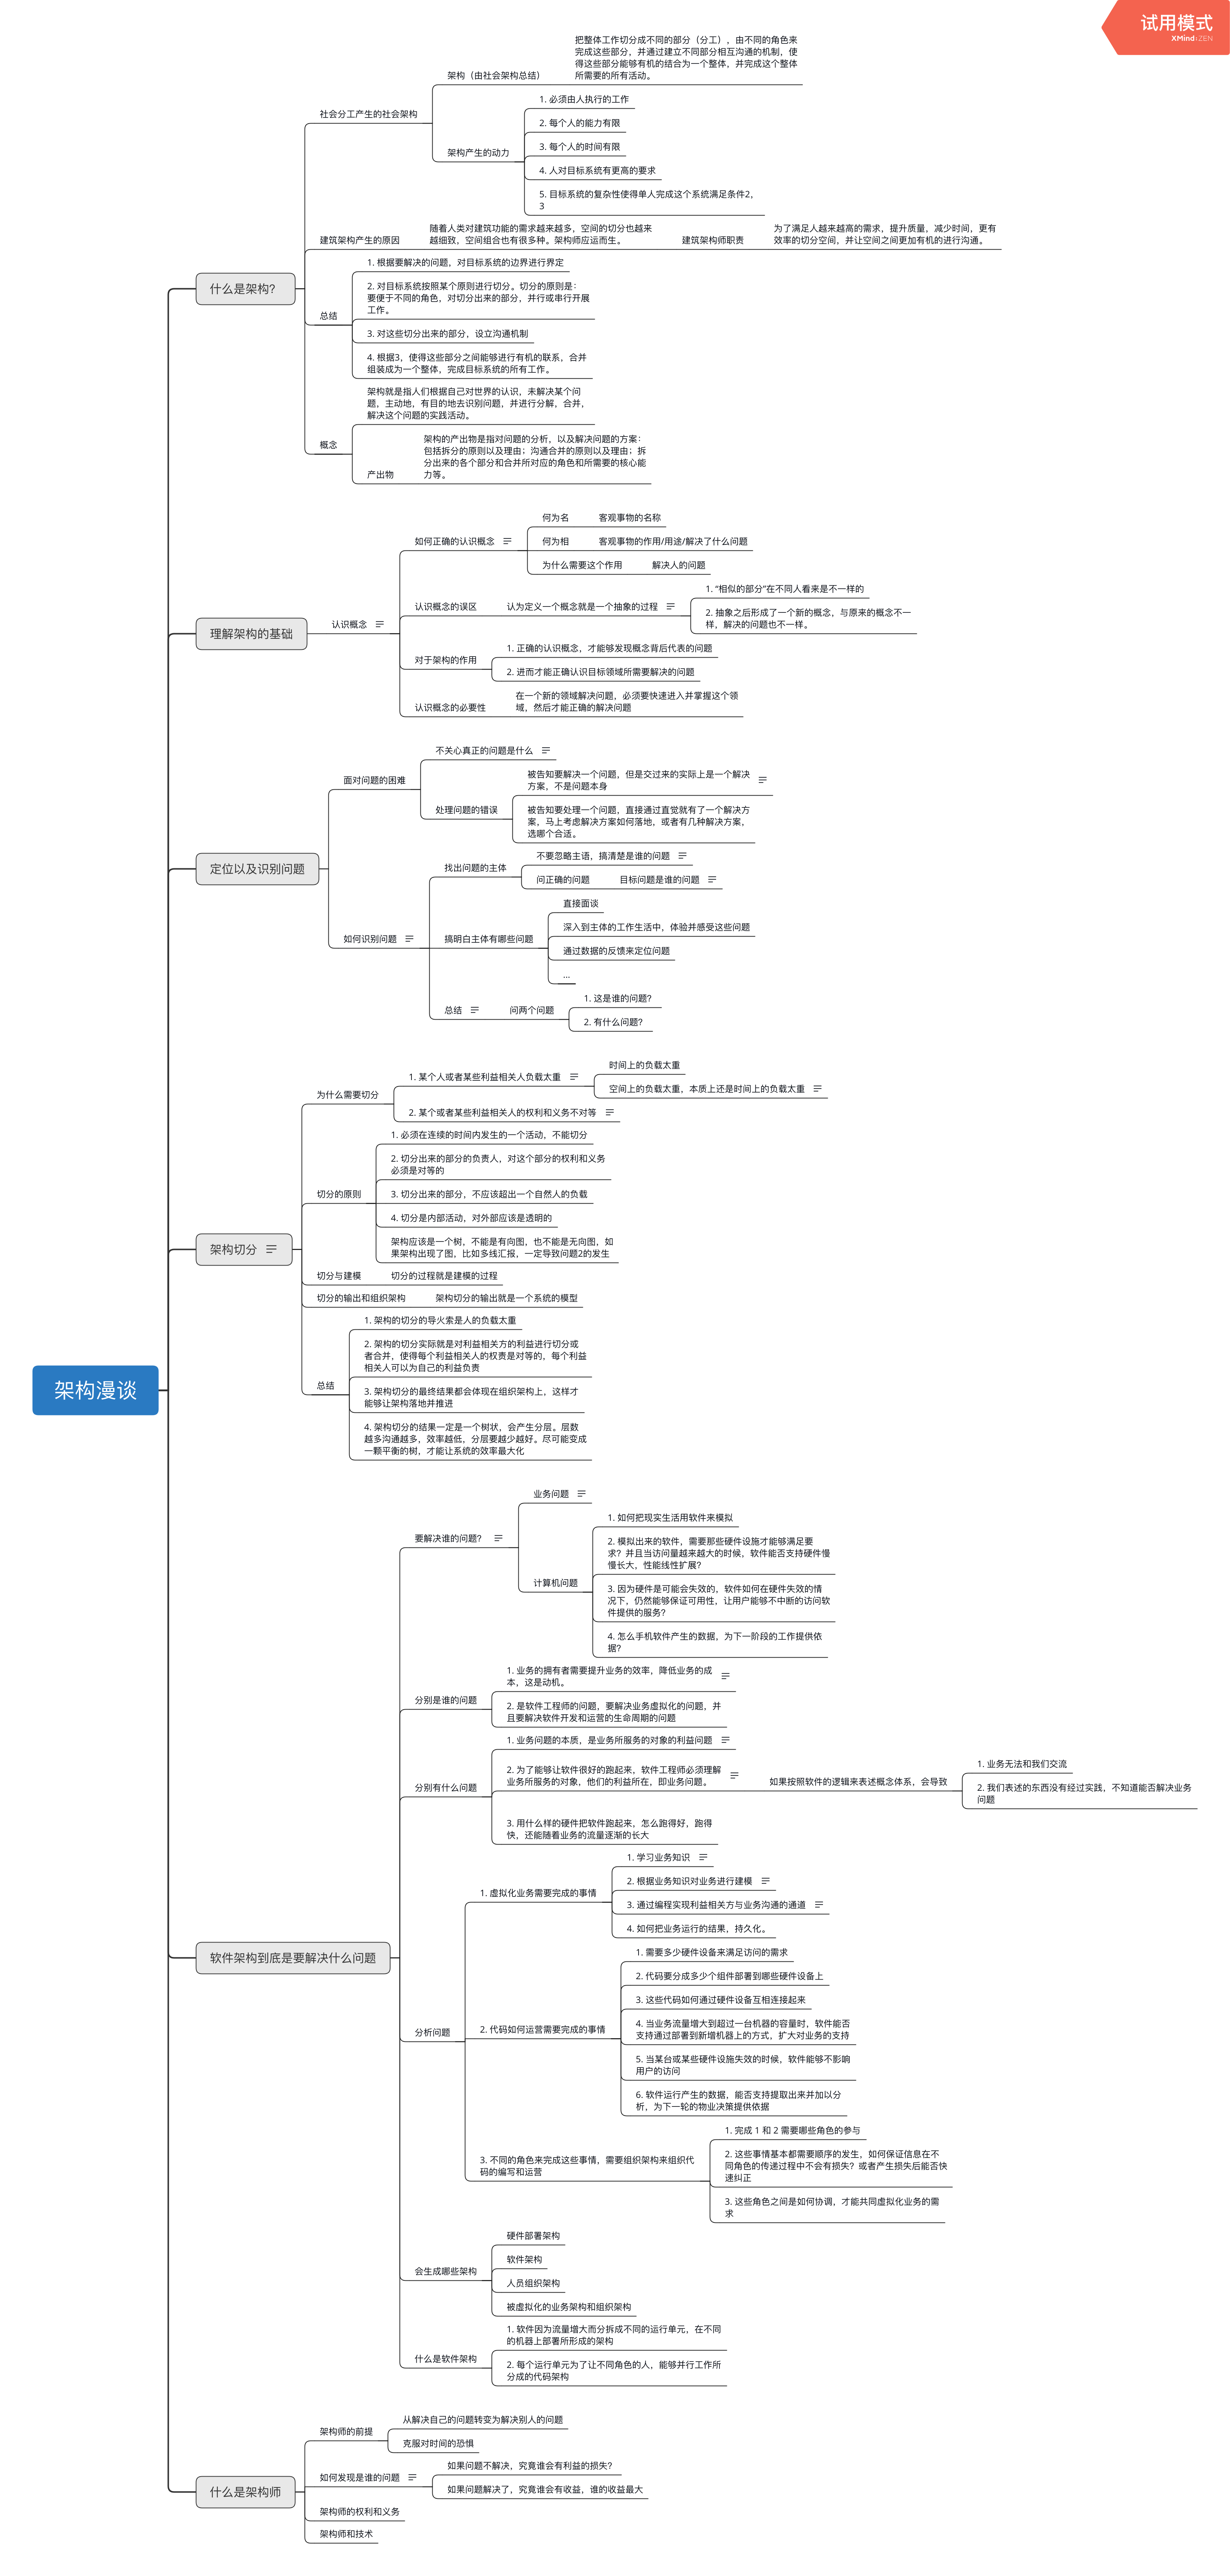 试用模式
XMind:ZEN
架构漫谈
什么是架构？
社会分工产生的社会架构
架构（由社会架构总结）
把整体工作切分成不同的部分（分工），由不同的角色来
完成这些部分，并通过建立不同部分相互沟通的机制，使
得这些部分能够有机的结合为一个整体，并完成这个整体
所需要的所有活动。
架构产生的动力
1. 必须由人执行的工作
2. 每个人的能力有限
3. 每个人的时间有限
4. 人对目标系统有更高的要求
5. 目标系统的复杂性使得单人完成这个系统满足条件2，
3
建筑架构产生的原因
随着人类对建筑功能的需求越来越多，空间的切分也越来
越细致，空间组合也有很多种。架构师应运而生。
建筑架构师职责
为了满足人越来越高的需求，提升质量，减少时间，更有
效率的切分空间，并让空间之间更加有机的进行沟通。
总结
1. 根据要解决的问题，对目标系统的边界进行界定
2. 对目标系统按照某个原则进行切分。切分的原则是：
要便于不同的角色，对切分出来的部分，并行或串行开展
工作。
3. 对这些切分出来的部分，设立沟通机制
4. 根据3，使得这些部分之间能够进行有机的联系，合并
组装成为一个整体，完成目标系统的所有工作。
概念
架构就是指人们根据自己对世界的认识，未解决某个问
题，主动地，有目的地去识别问题，并进行分解，合并，
解决这个问题的实践活动。
产出物
架构的产出物是指对问题的分析，以及解决问题的方案：
包括拆分的原则以及理由；沟通合并的原则以及理由；拆
分出来的各个部分和合并所对应的角色和所需要的核心能
力等。
理解架构的基础
认识概念
如何正确的认识概念
何为名
客观事物的名称
何为相
客观事物的作用/用途/解决了什么问题
为什么需要这个作用
解决人的问题
认识概念的误区
认为定义一个概念就是一个抽象的过程
1. “相似的部分”在不同人看来是不一样的
2. 抽象之后形成了一个新的概念，与原来的概念不一
样，解决的问题也不一样。
对于架构的作用
1. 正确的认识概念，才能够发现概念背后代表的问题
2. 进而才能正确认识目标领域所需要解决的问题
认识概念的必要性
在一个新的领域解决问题，必须要快速进入并掌握这个领
域，然后才能正确的解决问题
定位以及识别问题
面对问题的困难
不关心真正的问题是什么
处理问题的错误
被告知要解决一个问题，但是交过来的实际上是一个解决
方案，不是问题本身
被告知要处理一个问题，直接通过直觉就有了一个解决方
案，马上考虑解决方案如何落地，或者有几种解决方案，
选哪个合适。
如何识别问题
找出问题的主体
不要忽略主语，搞清楚是谁的问题
问正确的问题
目标问题是谁的问题
搞明白主体有哪些问题
直接面谈
深入到主体的工作生活中，体验并感受这些问题
通过数据的反馈来定位问题
...
总结
问两个问题
1. 这是谁的问题？
2. 有什么问题？
架构切分
为什么需要切分
1. 某个人或者某些利益相关人负载太重
时间上的负载太重
空间上的负载太重，本质上还是时间上的负载太重
2. 某个或者某些利益相关人的权利和义务不对等
切分的原则
1. 必须在连续的时间内发生的一个活动，不能切分
2. 切分出来的部分的负责人，对这个部分的权利和义务
必须是对等的
3. 切分出来的部分，不应该超出一个自然人的负载
4. 切分是内部活动，对外部应该是透明的
架构应该是一个树，不能是有向图，也不能是无向图，如
果架构出现了图，比如多线汇报，一定导致问题2的发生
切分与建模
切分的过程就是建模的过程
切分的输出和组织架构
架构切分的输出就是一个系统的模型
总结
1. 架构的切分的导火索是人的负载太重
2. 架构的切分实际就是对利益相关方的利益进行切分或
者合并，使得每个利益相关人的权责是对等的，每个利益
相关人可以为自己的利益负责
3. 架构切分的最终结果都会体现在组织架构上，这样才
能够让架构落地并推进
4. 架构切分的结果一定是一个树状，会产生分层。层数
越多沟通越多，效率越低，分层要越少越好。尽可能变成
一颗平衡的树，才能让系统的效率最大化
软件架构到底是要解决什么问题
要解决谁的问题？
业务问题
计算机问题
1. 如何把现实生活用软件来模拟
2. 模拟出来的软件，需要那些硬件设施才能够满足要
求？并且当访问量越来越大的时候，软件能否支持硬件慢
慢长大，性能线性扩展？
3. 因为硬件是可能会失效的，软件如何在硬件失效的情
况下，仍然能够保证可用性，让用户能够不中断的访问软
件提供的服务？
4. 怎么手机软件产生的数据，为下一阶段的工作提供依
据？
分别是谁的问题
1. 业务的拥有者需要提升业务的效率，降低业务的成
本，这是动机。
2. 是软件工程师的问题，要解决业务虚拟化的问题，并
且要解决软件开发和运营的生命周期的问题
分别有什么问题
1. 业务问题的本质，是业务所服务的对象的利益问题
2. 为了能够让软件很好的跑起来，软件工程师必须理解
业务所服务的对象，他们的利益所在，即业务问题。
如果按照软件的逻辑来表述概念体系，会导致
1. 业务无法和我们交流
2. 我们表述的东西没有经过实践，不知道能否解决业务
问题
3. 用什么样的硬件把软件跑起来，怎么跑得好，跑得
快，还能随着业务的流量逐渐的长大
分析问题
1. 虚拟化业务需要完成的事情
1. 学习业务知识
2. 根据业务知识对业务进行建模
3. 通过编程实现利益相关方与业务沟通的通道
4. 如何把业务运行的结果，持久化。
2. 代码如何运营需要完成的事情
1. 需要多少硬件设备来满足访问的需求
2. 代码要分成多少个组件部署到哪些硬件设备上
3. 这些代码如何通过硬件设备互相连接起来
4. 当业务流量增大到超过一台机器的容量时，软件能否
支持通过部署到新增机器上的方式，扩大对业务的支持
5. 当某台或某些硬件设施失效的时候，软件能够不影响
用户的访问
6. 软件运行产生的数据，能否支持提取出来并加以分
析，为下一轮的物业决策提供依据
3. 不同的角色来完成这些事情，需要组织架构来组织代
码的编写和运营
1. 完成 1 和 2 需要哪些角色的参与
2. 这些事情基本都需要顺序的发生，如何保证信息在不
同角色的传递过程中不会有损失？或者产生损失后能否快
速纠正
3. 这些角色之间是如何协调，才能共同虚拟化业务的需
求
会生成哪些架构
硬件部署架构
软件架构
人员组织架构
被虚拟化的业务架构和组织架构
什么是软件架构
1. 软件因为流量增大而分拆成不同的运行单元，在不同
的机器上部署所形成的架构
2. 每个运行单元为了让不同角色的人，能够并行工作所
分成的代码架构
什么是架构师
架构师的前提
从解决自己的问题转变为解决别人的问题
克服对时间的恐惧
如何发现是谁的问题
如果问题不解决，究竟谁会有利益的损失？
如果问题解决了，究竟谁会有收益，谁的收益最大
架构师的权利和义务
架构师和技术